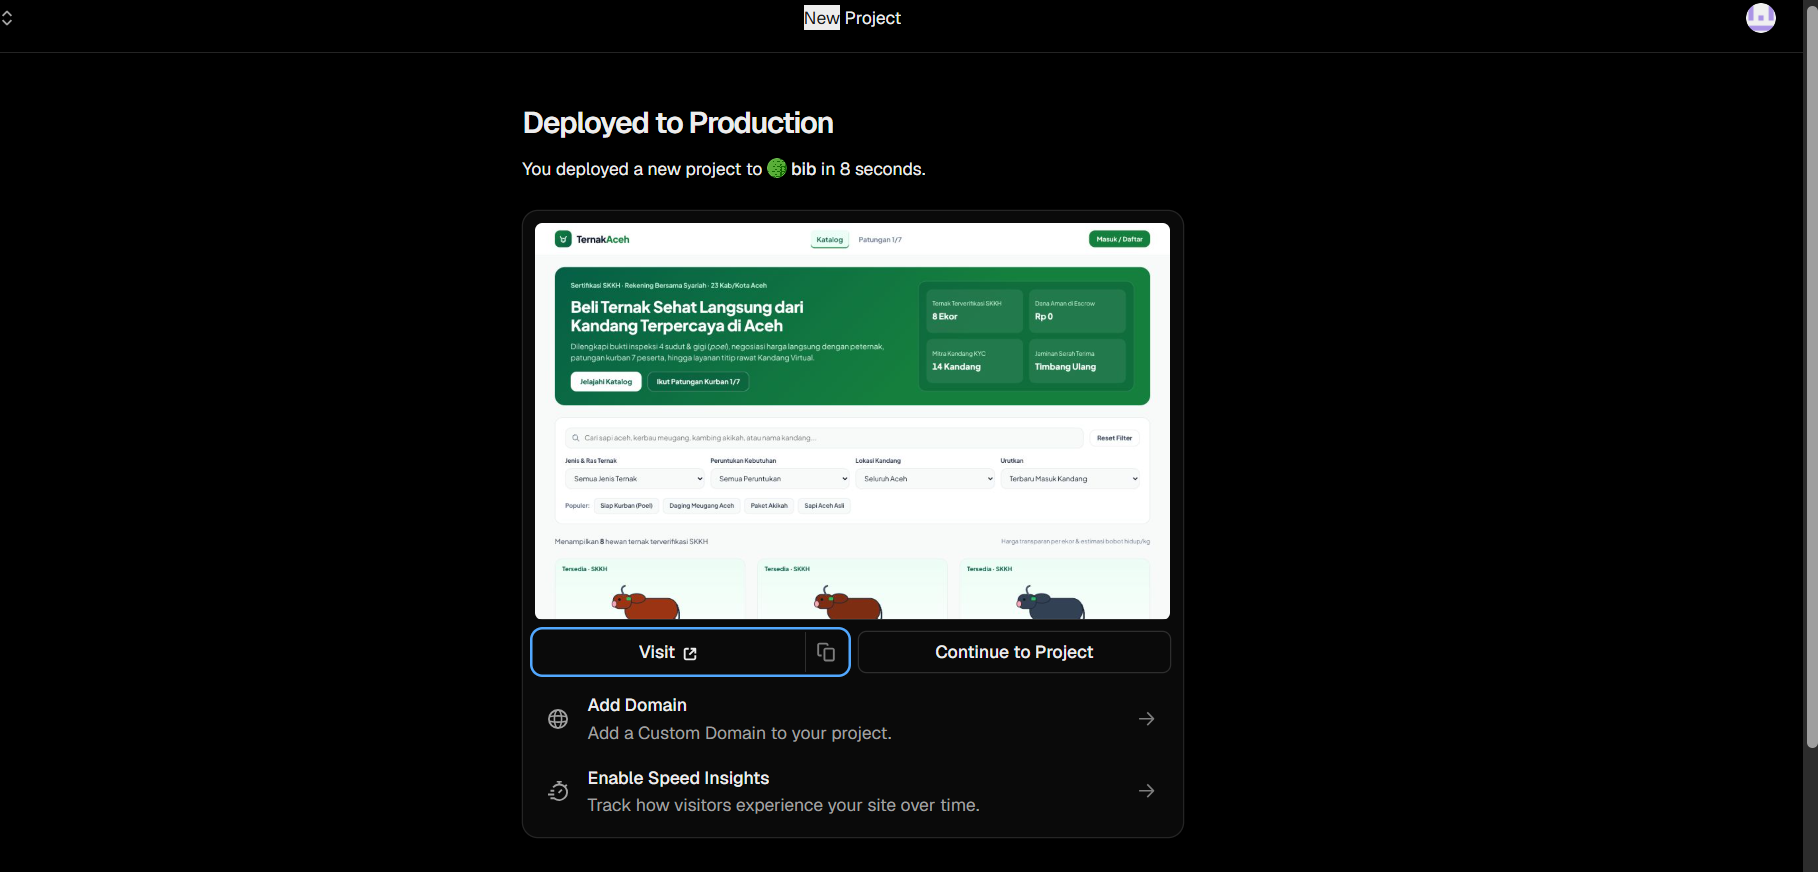 New Project
Deployed to Production
You deployed a new project to bib in 8 seconds.
TernakAceh
Katalog
Patungan 1/7
Masuk / Daftar
Sertifikasi SKKH · Rekening Bersama Syariah · 23 Kab/Kota Aceh
Beli Ternak Sehat Langsung dari
Kandang Terpercaya di Aceh
Dilengkapi bukti inspeksi 4 sudut & gigi (poel), negosiasi harga langsung dengan peternak,
patungan kurban 7 peserta, hingga layanan titip rawat Kandang Virtual.
Jelajahi Katalog
Ikut Patungan Kurban 1/7
Ternak Terverifikasi SKKH
8 Ekor
Dana Aman di Escrow
Rp 0
Mitra Kandang KYC
14 Kandang
Jaminan Serah Terima
Timbang Ulang
Cari sapi aceh, kerbau meugang, kambing akikah, atau nama kandang...
Reset Filter
Jenis & Ras Ternak
Peruntukan Kebutuhan
Lokasi Kandang
Urutkan
Semua Jenis Ternak
Semua Peruntukan
Seluruh Aceh
Terbaru Masuk Kandang
Populer:
Siap Kurban (Poel)
Daging Meugang Aceh
Paket Akikah
Sapi Aceh Asli
Menampilkan 8 hewan ternak terverifikasi SKKH
Harga transparan per ekor & estimasi bobot hidup/kg
Tersedia · SKKH
Tersedia · SKKH
Tersedia · SKKH
Visit
Continue to Project
Add Domain
Add a Custom Domain to your project.
Enable Speed Insights
Track how visitors experience your site over time.